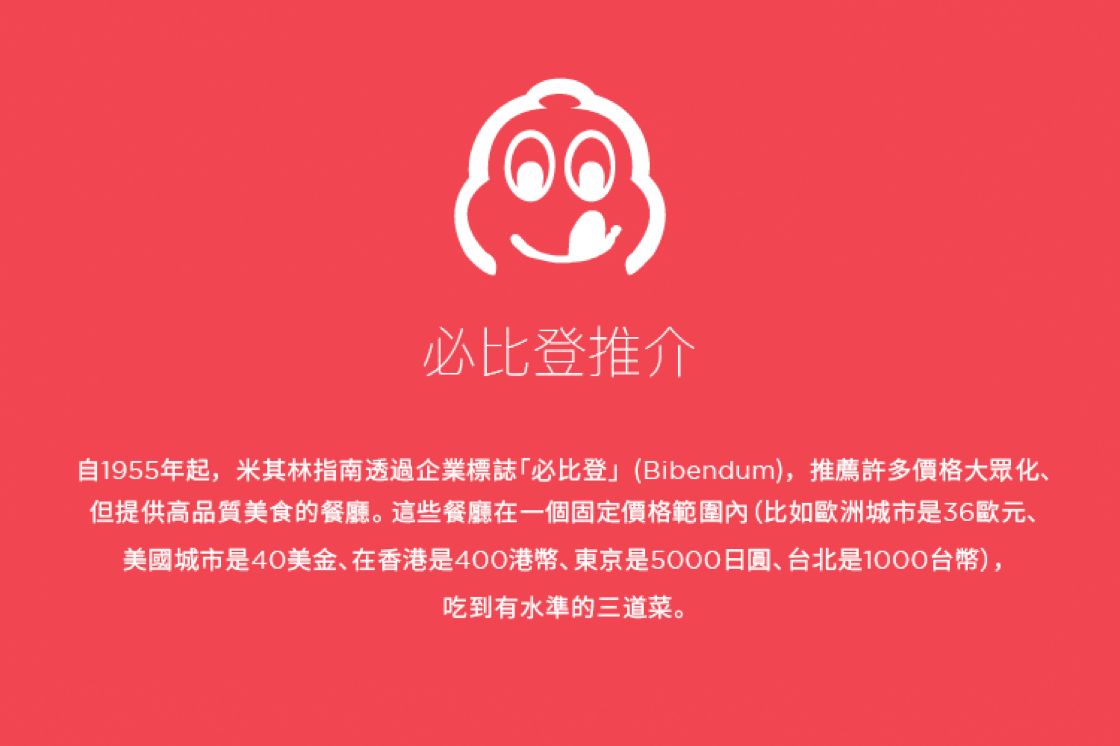 必比登推介
自1955年起，米其林指南透過企業標誌「必比登」(Bibendum)，推薦許多價格大眾化、
但提供高品質美食的餐廳。這些餐廳在一個固定價格範圍內（比如歐洲城市是36歐元、
美國城市是40美金、在香港是400港幣、東京是5000日圓、台北是1000台幣），
吃到有水準的三道菜。